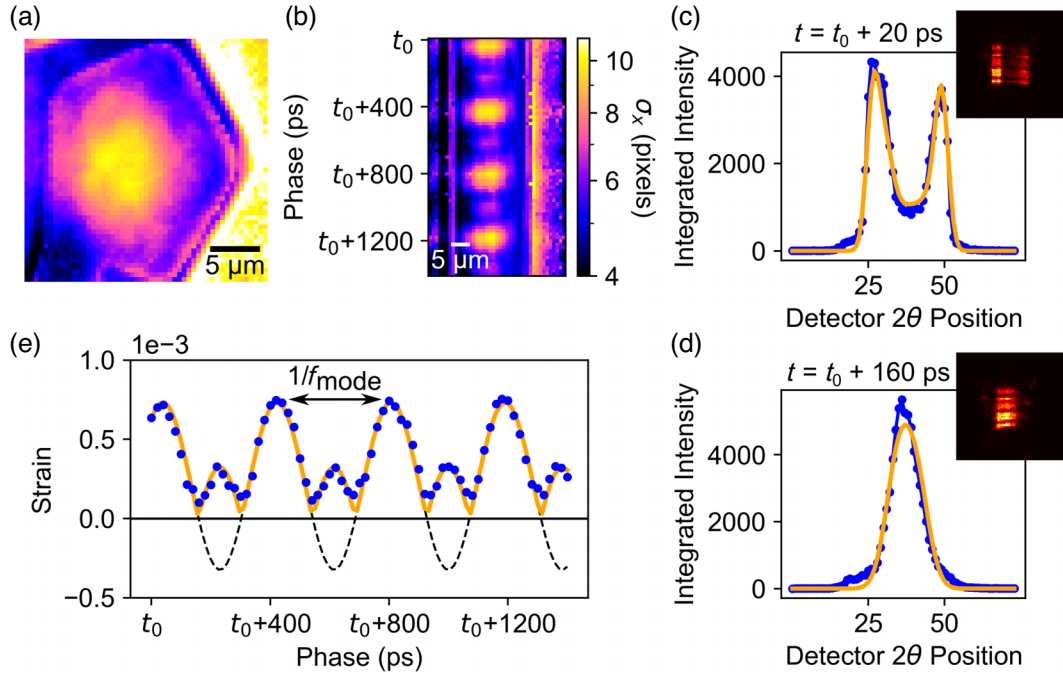 (a)
5 µm
(b)
Phase (ps)
t0
t0+400
t0+800
t0+1200
5 µm
10
8
6
4
σx (pixels)
(c)
t = t0 + 20 ps
Integrated Intensity
4000
2000
0
25 50
Detector 2θ Position
(e)
1e−3
1/fmode
Strain
1.0
0.5
0.0
−0.5
t0 t0+400 t0+800 t0+1200
Phase (ps)
(d)
t = t0 + 160 ps
Integrated Intensity
4000
2000
0
25 50
Detector 2θ Position